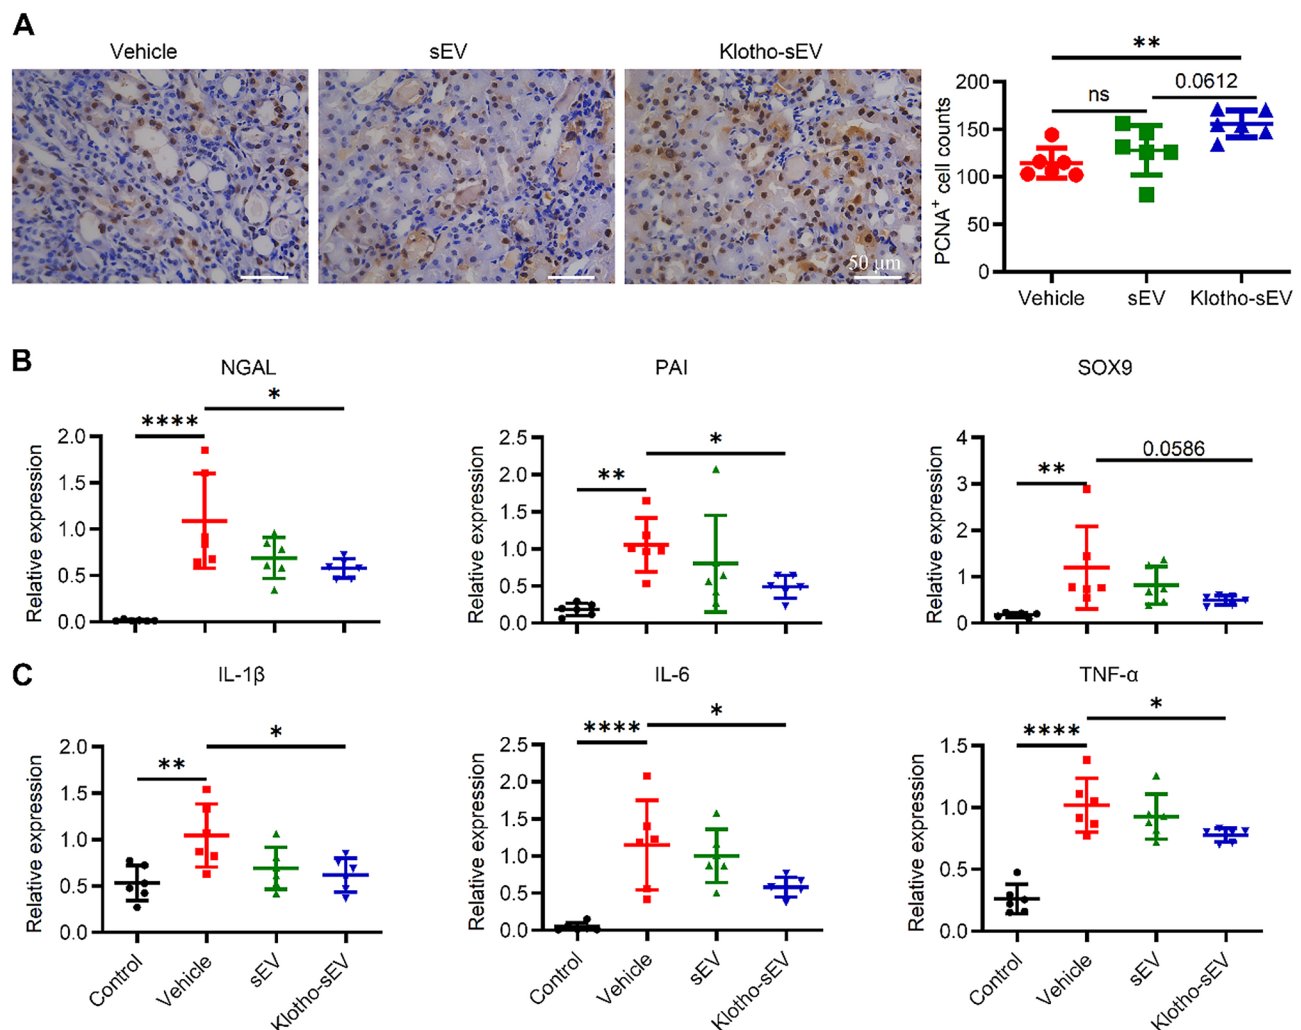 A
Vehicle
sEV
Klotho-sEV
50 μm
PCNA⁺ cell counts
200
150
100
50
0
**
ns
0.0612
Vehicle
sEV
Klotho-sEV
B
NGAL
Relative expression
2.0
1.5
1.0
0.5
0.0
****
*
PAI
Relative expression
2.5
2.0
1.5
1.0
0.5
0.0
**
*
SOX9
Relative expression
4
3
2
1
0
**
0.0586
C
IL-1β
Relative expression
2.0
1.5
1.0
0.5
0.0
**
*
Control
Vehicle
sEV
Klotho-sEV
IL-6
Relative expression
2.5
2.0
1.5
1.0
0.5
0.0
****
*
Control
Vehicle
sEV
Klotho-sEV
TNF-α
Relative expression
1.5
1.0
0.5
0.0
****
*
Control
Vehicle
sEV
Klotho-sEV